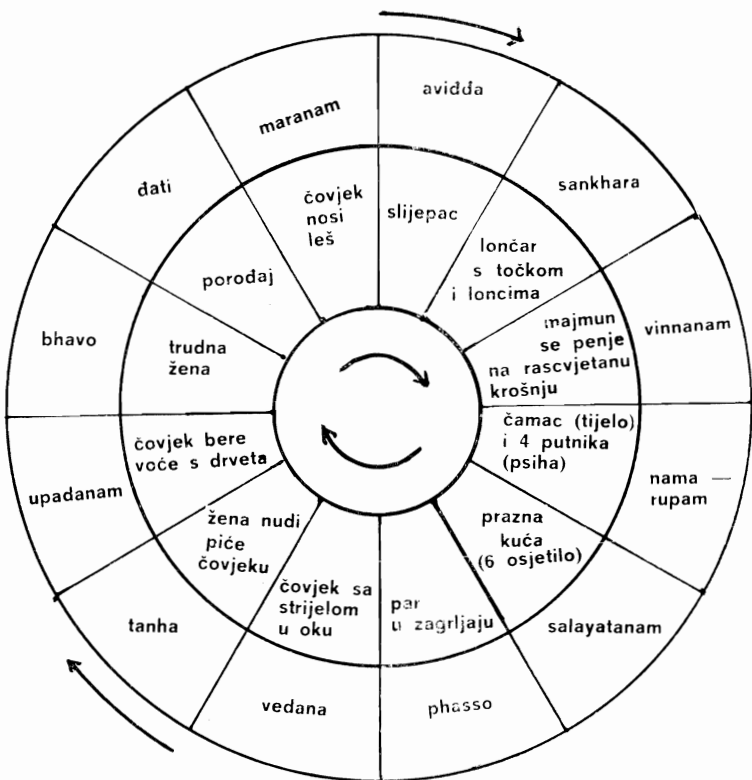 avidđa
sankhara
vinnanam
nama —
rupam
salayatanam
phasso
vedana
tanha
upadanam
bhavo
đati
maranam
slijepac
lončar
s točkom
i loncima
majmun
se penje
na rascvjetanu
krošnju
čamac (tijelo)
i 4 putnika
(psiha)
prazna
kuća
(6 osjetilo)
par
u zagrljaju
čovjek sa
strijelom
u oku
žena nudi
piće
čovjeku
čovjek bere
voće s drveta
trudna
žena
porođaj
čovjek
nosi
leš